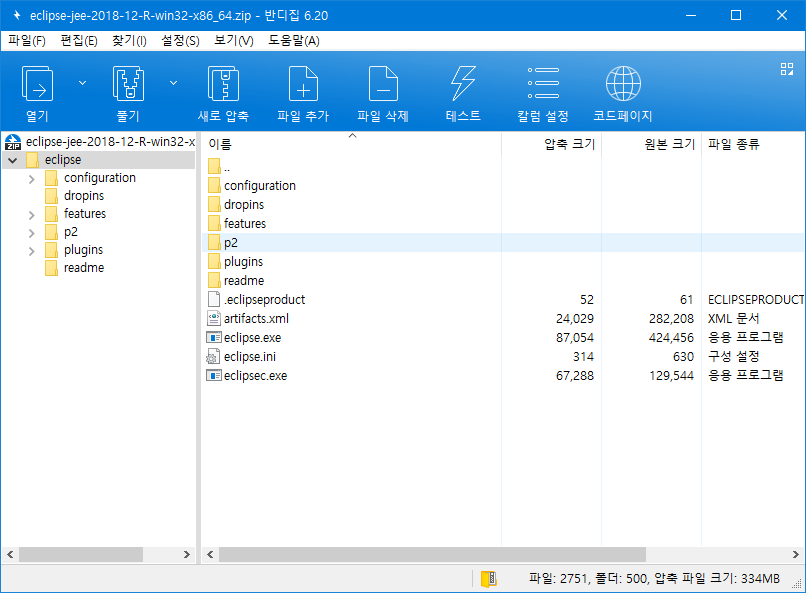 eclipse-jee-2018-12-R-win32-x86_64.zip - 반디집 6.20
파일(F) 편집(E) 찾기(I) 설정(S) 보기(V) 도움말(A)
열기 풀기 새로 압축 파일 추가 파일 삭제 테스트 칼럼 설정 코드페이지
ZIP eclipse-jee-2018-12-R-win32-x
eclipse
configuration
dropins
features
p2
plugins
readme
이름 압축 크기 원본 크기 파일 종류
..
configuration
dropins
features
p2
plugins
readme
.eclipseproduct 52 61 ECLIPSEPRODUCT
artifacts.xml 24,029 282,208 XML 문서
eclipse.exe 87,054 424,456 응용 프로그램
eclipse.ini 314 630 구성 설정
eclipsec.exe 67,288 129,544 응용 프로그램
파일: 2751, 폴더: 500, 압축 파일 크기: 334MB